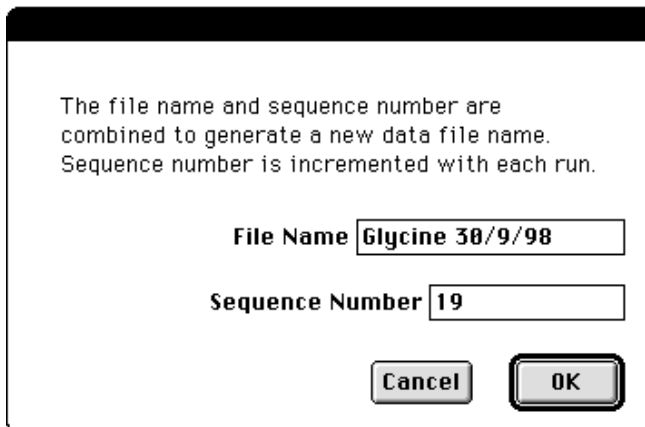 The file name and sequence number are
combined to generate a new data file name.
Sequence number is incremented with each run.
File Name Glycine 30/9/98
Sequence Number 19
Cancel OK